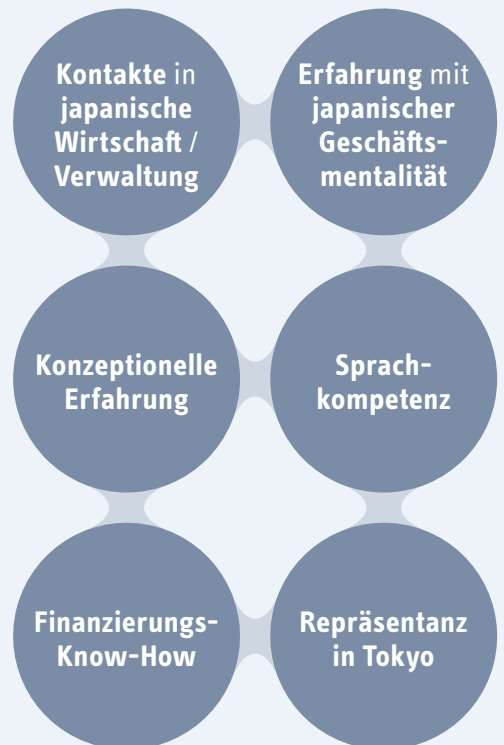 Kontakte in
japanische
Wirtschaft /
Verwaltung
Erfahrung mit
japanischer
Geschäfts-
mentalität
Konzeptionelle
Erfahrung
Sprach-
kompetenz
Finanzierungs-
Know-How
Repräsentanz
in Tokyo